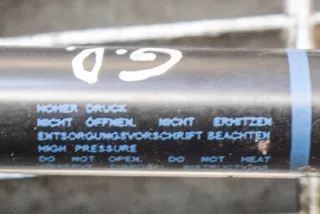 HOHER DRUCK
NICHT ÖFFNEN. NICHT ERHITZEN
ENTSORGUNGSVORSCHRIFT BEACHTEN
HIGH PRESSURE
DO NOT OPEN. DO NOT HEAT